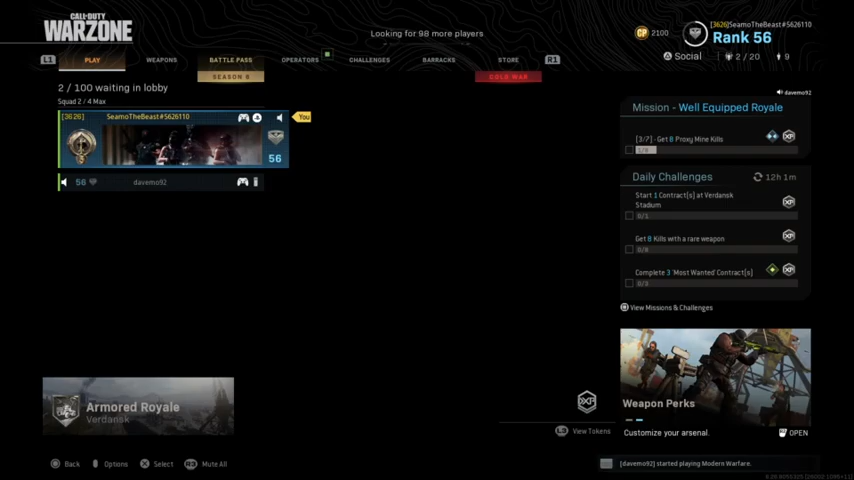 CALL OF DUTY
WARZONE
Looking for 98 more players
CP 2100
[3626]SeamoTheBeast#5626110
Rank 56
Social
2 / 20
9
L1
PLAY
WEAPONS
BATTLE PASS
SEASON 6
OPERATORS
CHALLENGES
BARRACKS
STORE
COLD WAR
R1
2 / 100 waiting in lobby
Squad 2 / 4 Max
[3626]
SeamoTheBeast#5626110
You
56
56
davemo92
davemo92
Mission - Well Equipped Royale
[3/7] - Get 8 Proxy Mine Kills
1/8
Daily Challenges
12h 1m
Start 1 Contract(s) at Verdansk
Stadium
0/1
Get 8 Kills with a rare weapon
0/8
Complete 3 'Most Wanted' Contract(s)
0/3
View Missions & Challenges
Weapon Perks
Customize your arsenal.
OPEN
Armored Royale
Verdansk
2XP
L3
View Tokens
Back
Options
Select
R3
Mute All
[davemo92] started playing Modern Warfare.